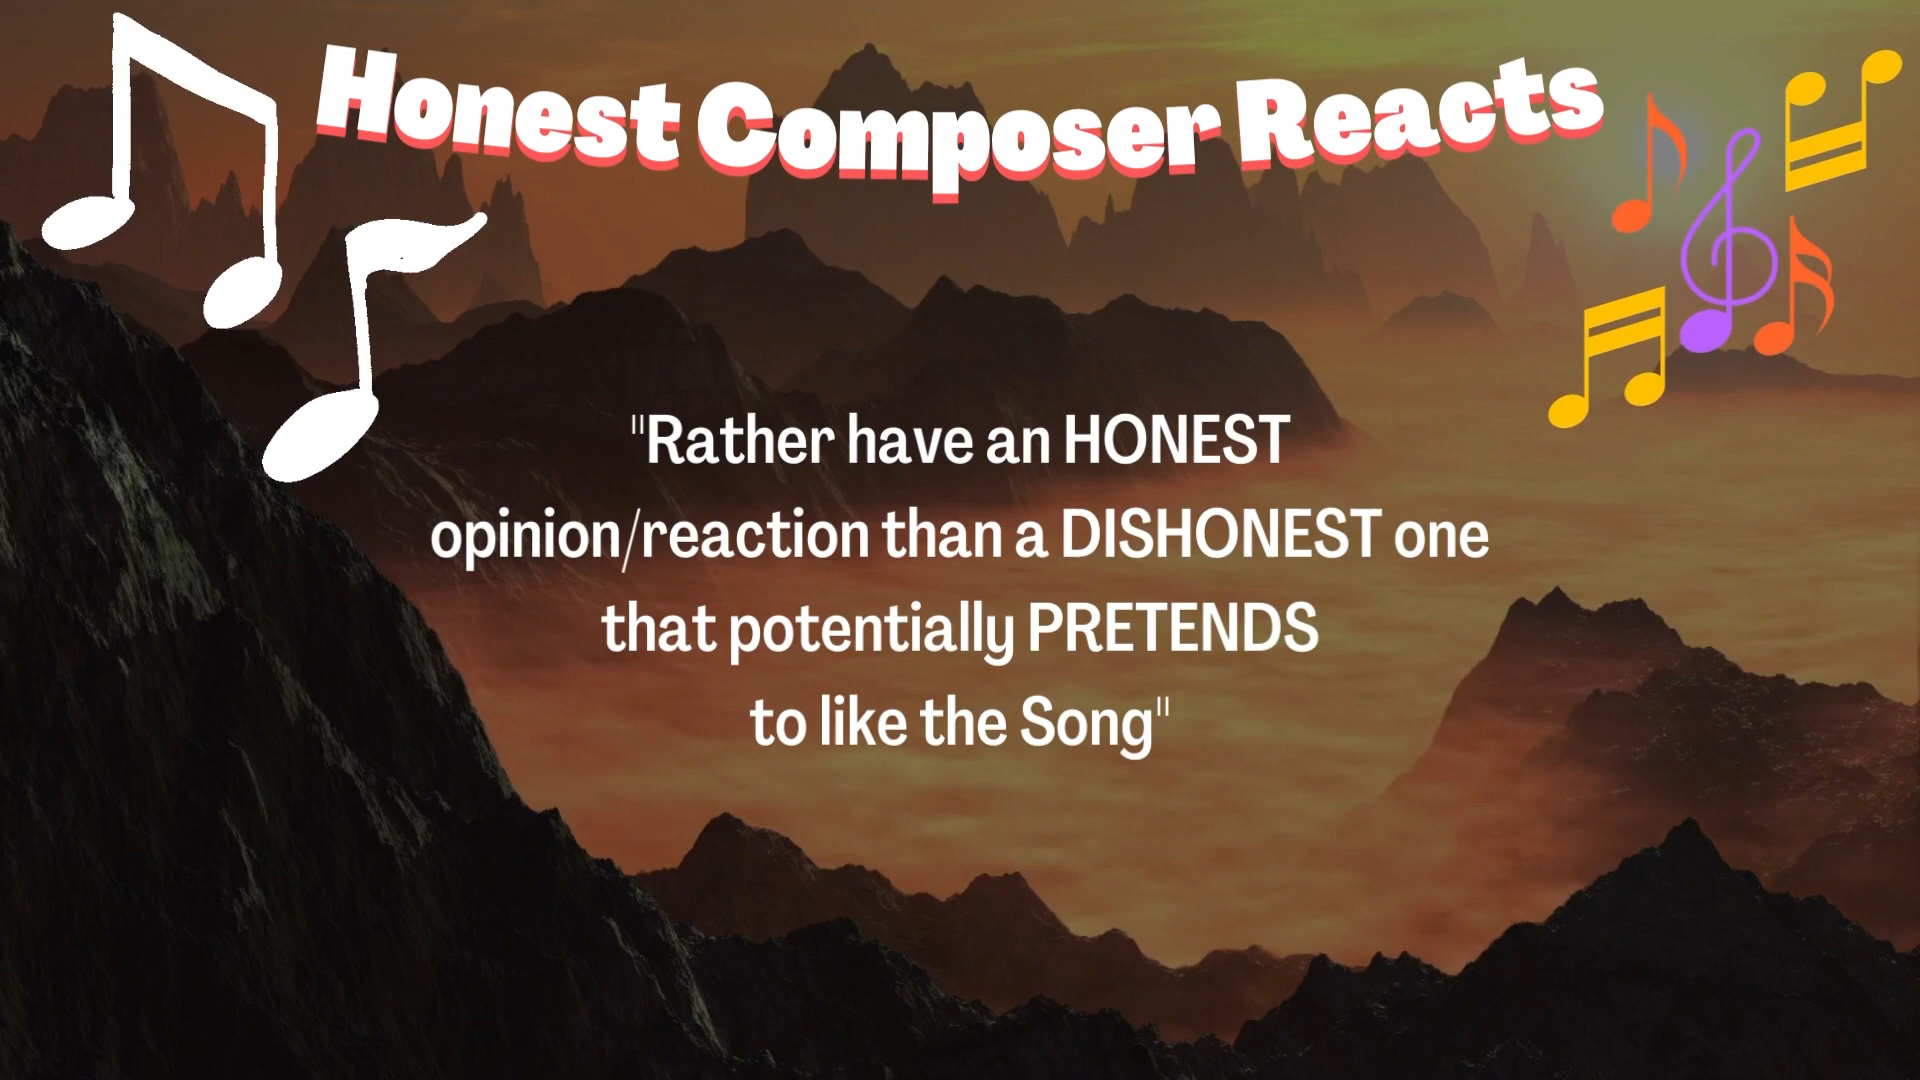 Honest Composer Reacts
"Rather have an HONEST
opinion/reaction than a DISHONEST one
that potentially PRETENDS
to like the Song"